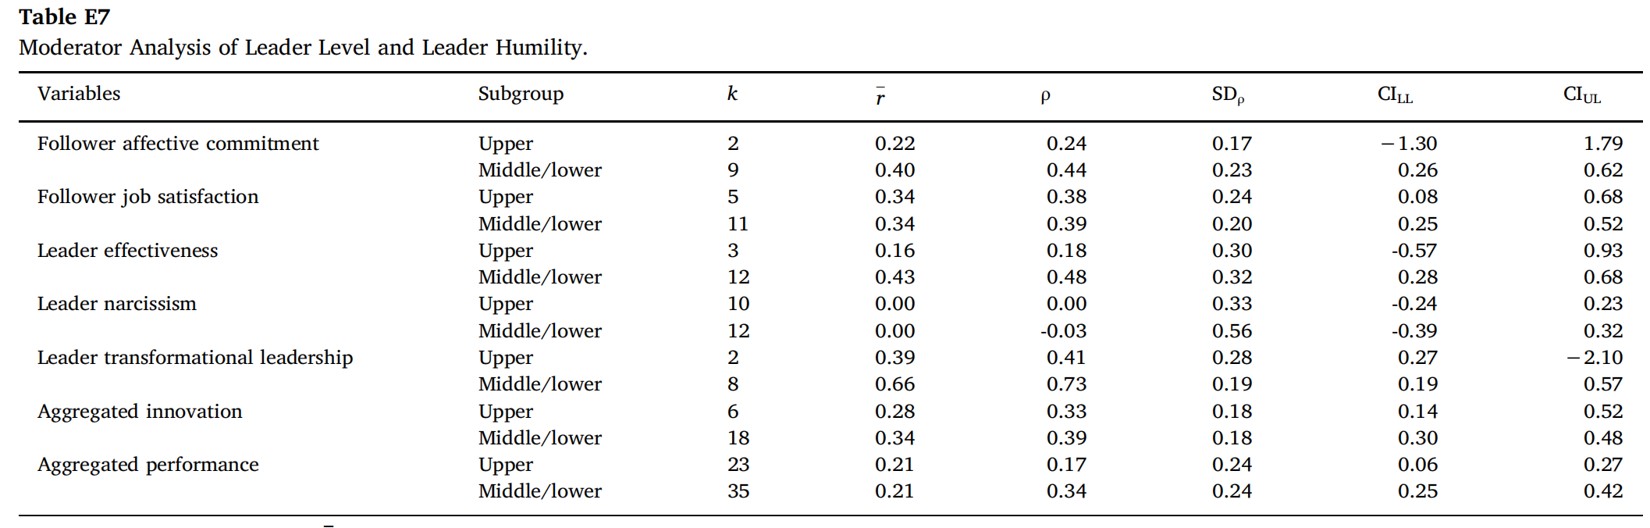 Table E7
Moderator Analysis of Leader Level and Leader Humility.
Variables Subgroup k r̄ ρ SDρ CILL CIUL
Follower affective commitment Upper 2 0.22 0.24 0.17 −1.30 1.79
Middle/lower 9 0.40 0.44 0.23 0.26 0.62
Follower job satisfaction Upper 5 0.34 0.38 0.24 0.08 0.68
Middle/lower 11 0.34 0.39 0.20 0.25 0.52
Leader effectiveness Upper 3 0.16 0.18 0.30 -0.57 0.93
Middle/lower 12 0.43 0.48 0.32 0.28 0.68
Leader narcissism Upper 10 0.00 0.00 0.33 -0.24 0.23
Middle/lower 12 0.00 -0.03 0.56 -0.39 0.32
Leader transformational leadership Upper 2 0.39 0.41 0.28 0.27 −2.10
Middle/lower 8 0.66 0.73 0.19 0.19 0.57
Aggregated innovation Upper 6 0.28 0.33 0.18 0.14 0.52
Middle/lower 18 0.34 0.39 0.18 0.30 0.48
Aggregated performance Upper 23 0.21 0.17 0.24 0.06 0.27
Middle/lower 35 0.21 0.34 0.24 0.25 0.42